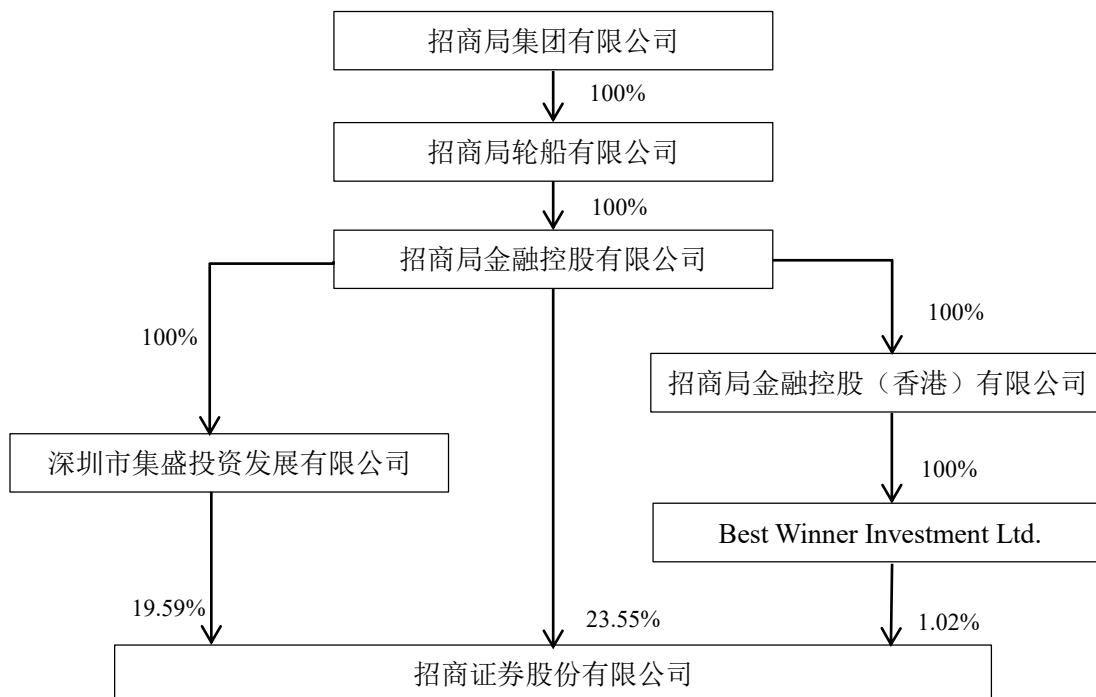 招商局集团有限公司
100%
招商局轮船有限公司
100%
招商局金融控股有限公司
100%
100%
招商局金融控股（香港）有限公司
深圳市集盛投资发展有限公司
100%
Best Winner Investment Ltd.
19.59%
23.55%
1.02%
招商证券股份有限公司